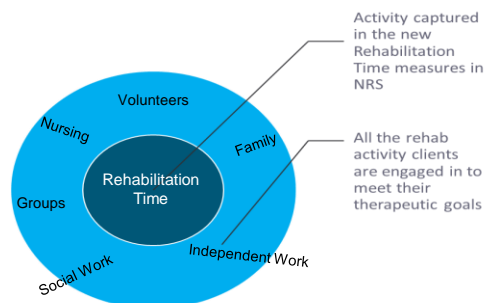 Activity captured
in the new
Rehabilitation
Time measures in
NRS
Volunteers
Nursing
Family
All the rehab
activity clients
are engaged in to
meet their
therapeutic goals
Rehabilitation
Time
Groups
Independent Work
Social Work